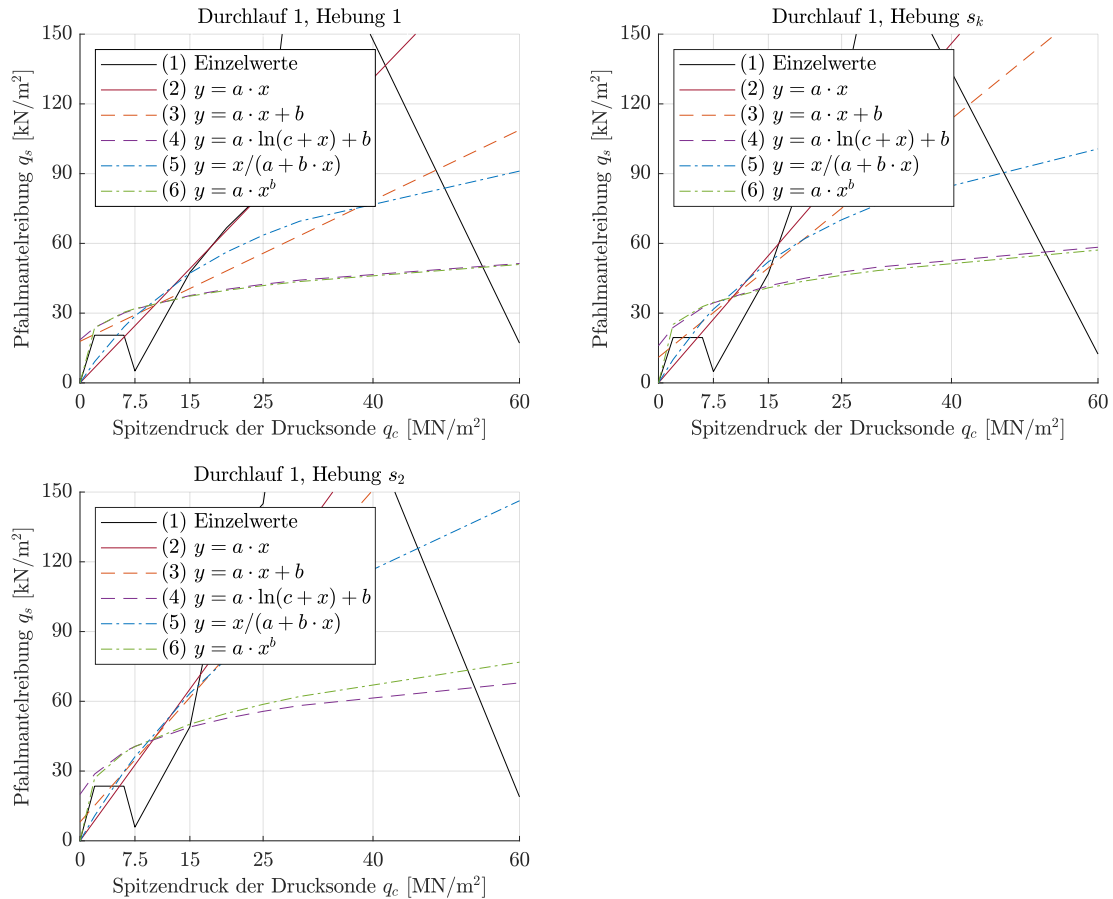 Durchlauf 1, Hebung 1
150
120
90
60
30
0
Pfahlmantelreibung q_s [kN/m²]
(1) Einzelwerte
(2) y = a · x
(3) y = a · x + b
(4) y = a · ln(c + x) + b
(5) y = x/(a + b · x)
(6) y = a · x^b
0 7.5 15 25 40 60
Spitzendruck der Drucksonde q_c [MN/m²]
Durchlauf 1, Hebung s_k
150
120
90
60
30
0
Pfahlmantelreibung q_s [kN/m²]
(1) Einzelwerte
(2) y = a · x
(3) y = a · x + b
(4) y = a · ln(c + x) + b
(5) y = x/(a + b · x)
(6) y = a · x^b
0 7.5 15 25 40 60
Spitzendruck der Drucksonde q_c [MN/m²]
Durchlauf 1, Hebung s_2
150
120
90
60
30
0
Pfahlmantelreibung q_s [kN/m²]
(1) Einzelwerte
(2) y = a · x
(3) y = a · x + b
(4) y = a · ln(c + x) + b
(5) y = x/(a + b · x)
(6) y = a · x^b
0 7.5 15 25 40 60
Spitzendruck der Drucksonde q_c [MN/m²]